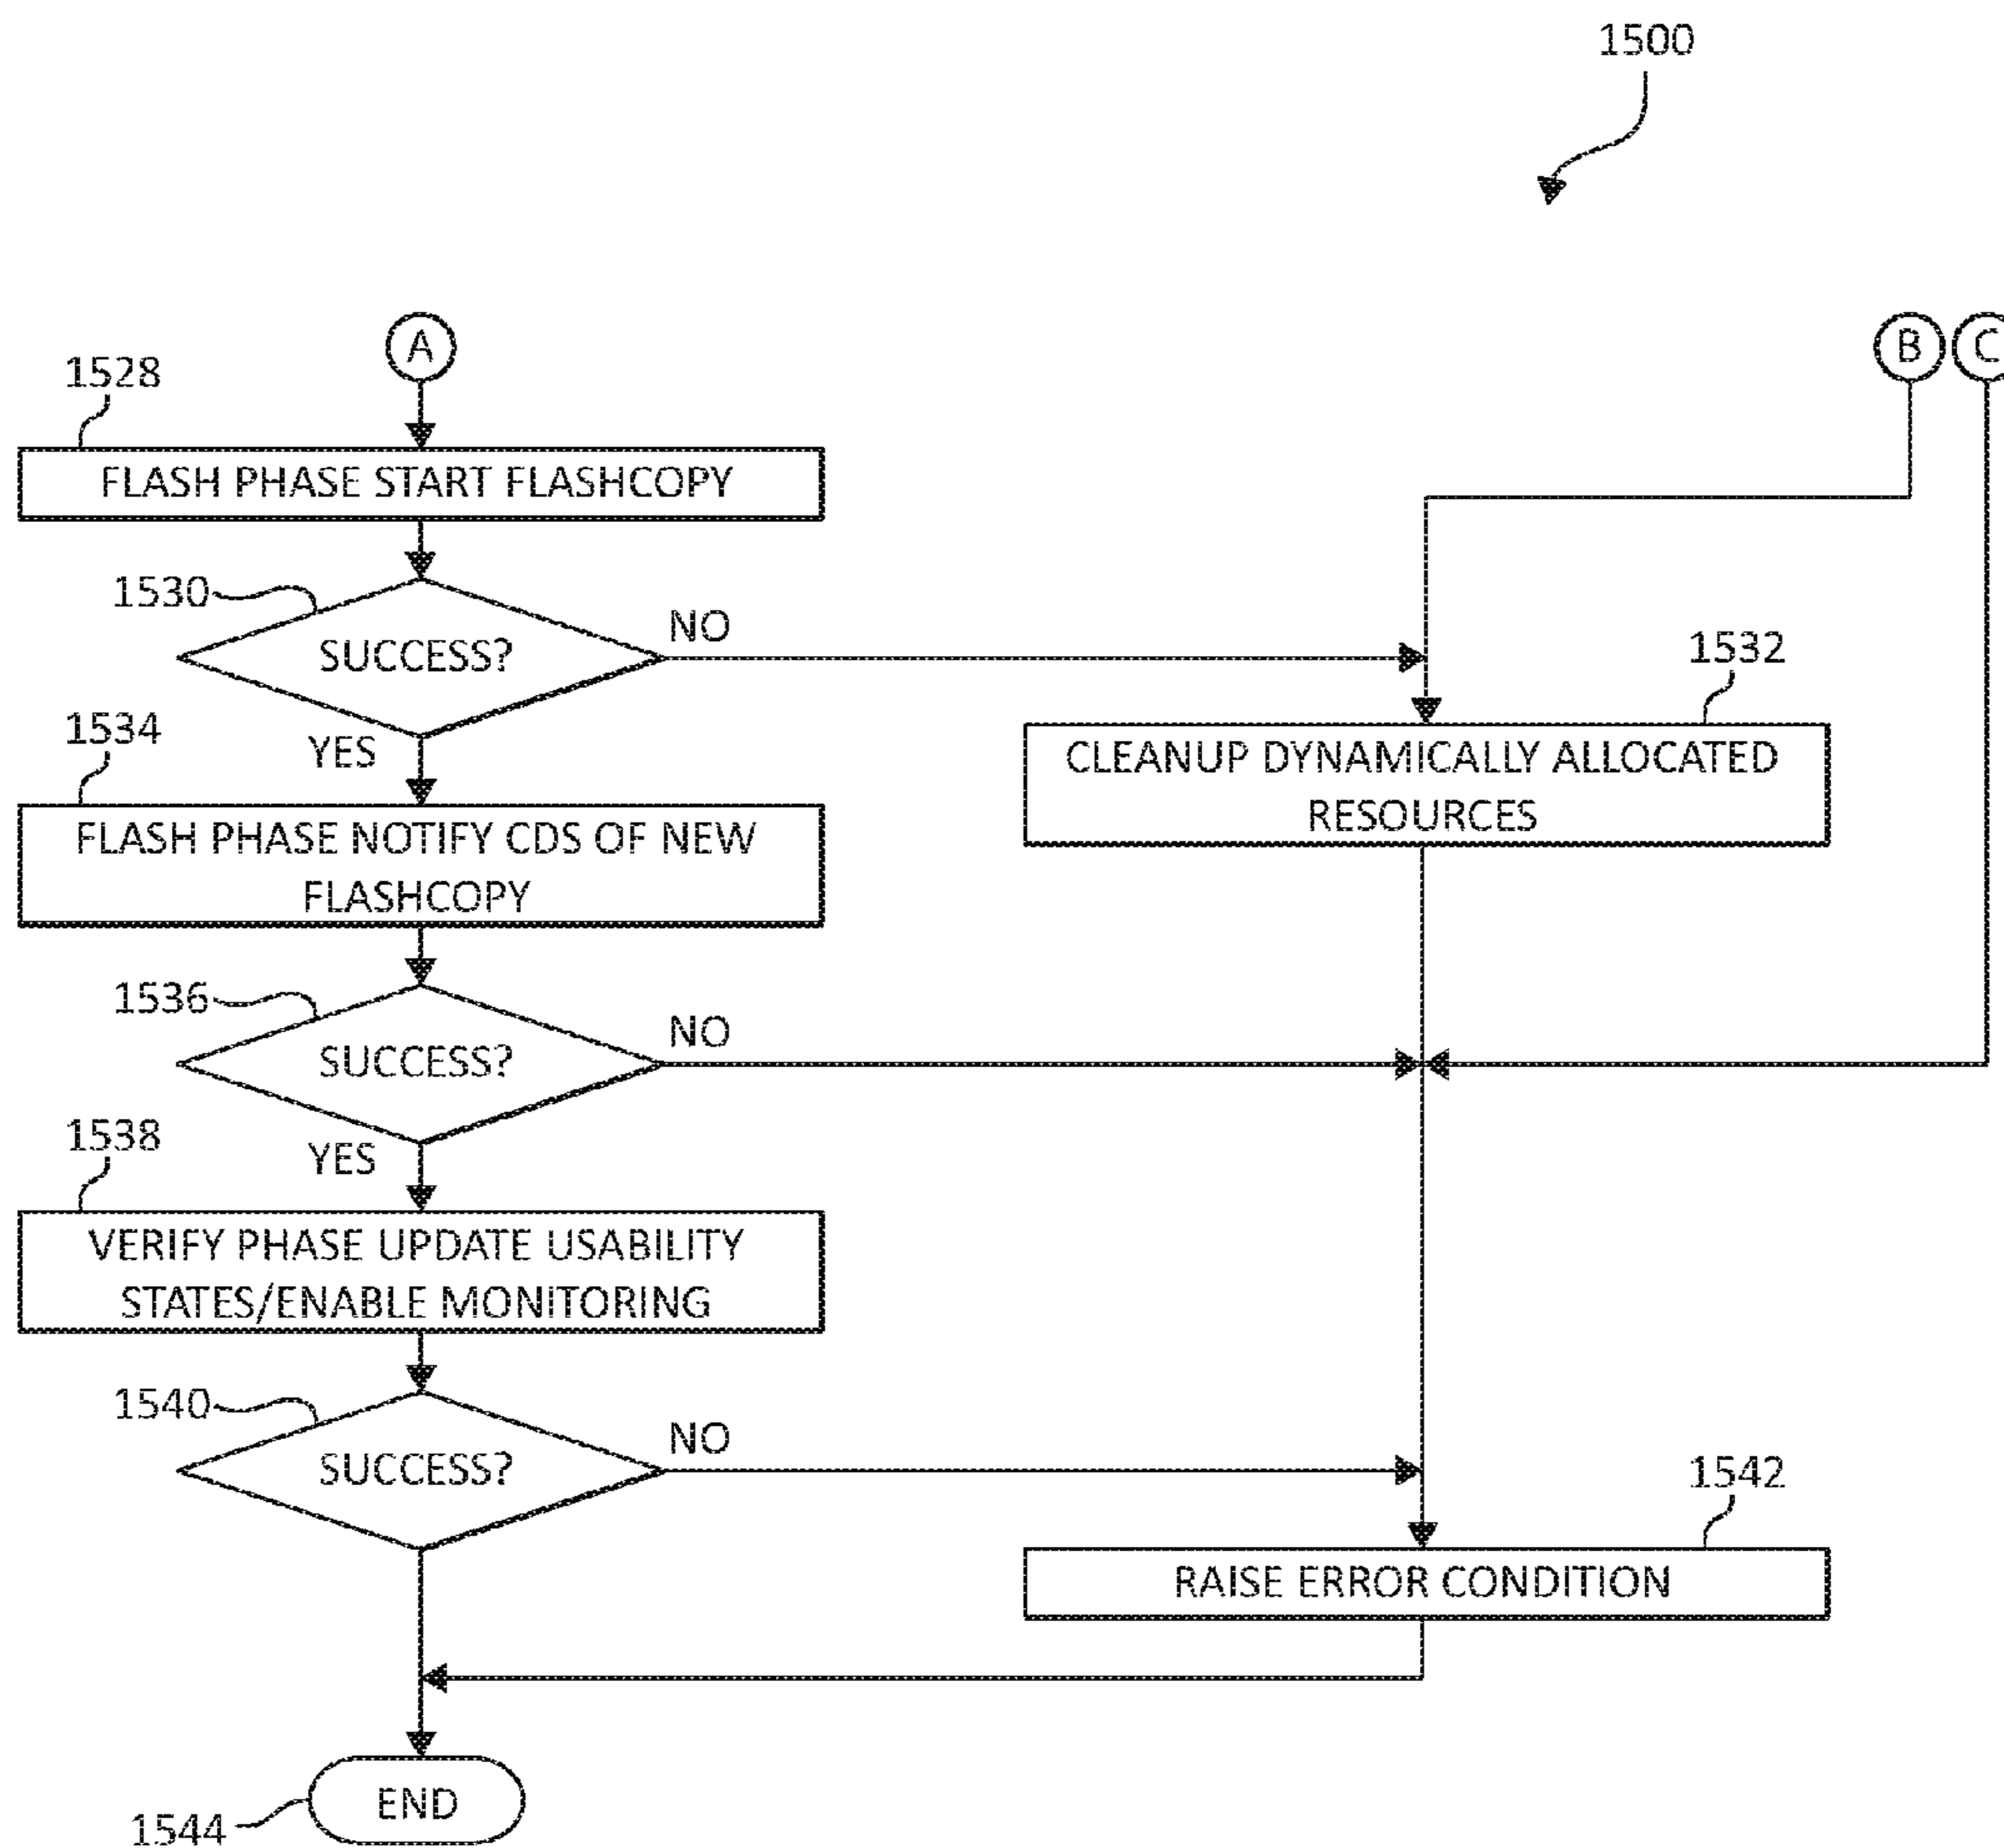 1500
A
B
C
1528
FLASH PHASE START FLASHCOPY
1530
SUCCESS?
NO
1532
YES
1534
CLEANUP DYNAMICALLY ALLOCATED
RESOURCES
FLASH PHASE NOTIFY CDS OF NEW
FLASHCOPY
1536
SUCCESS?
NO
YES
1538
VERIFY PHASE UPDATE USABILITY
STATES/ENABLE MONITORING
1540
SUCCESS?
NO
1542
RAISE ERROR CONDITION
END
1544